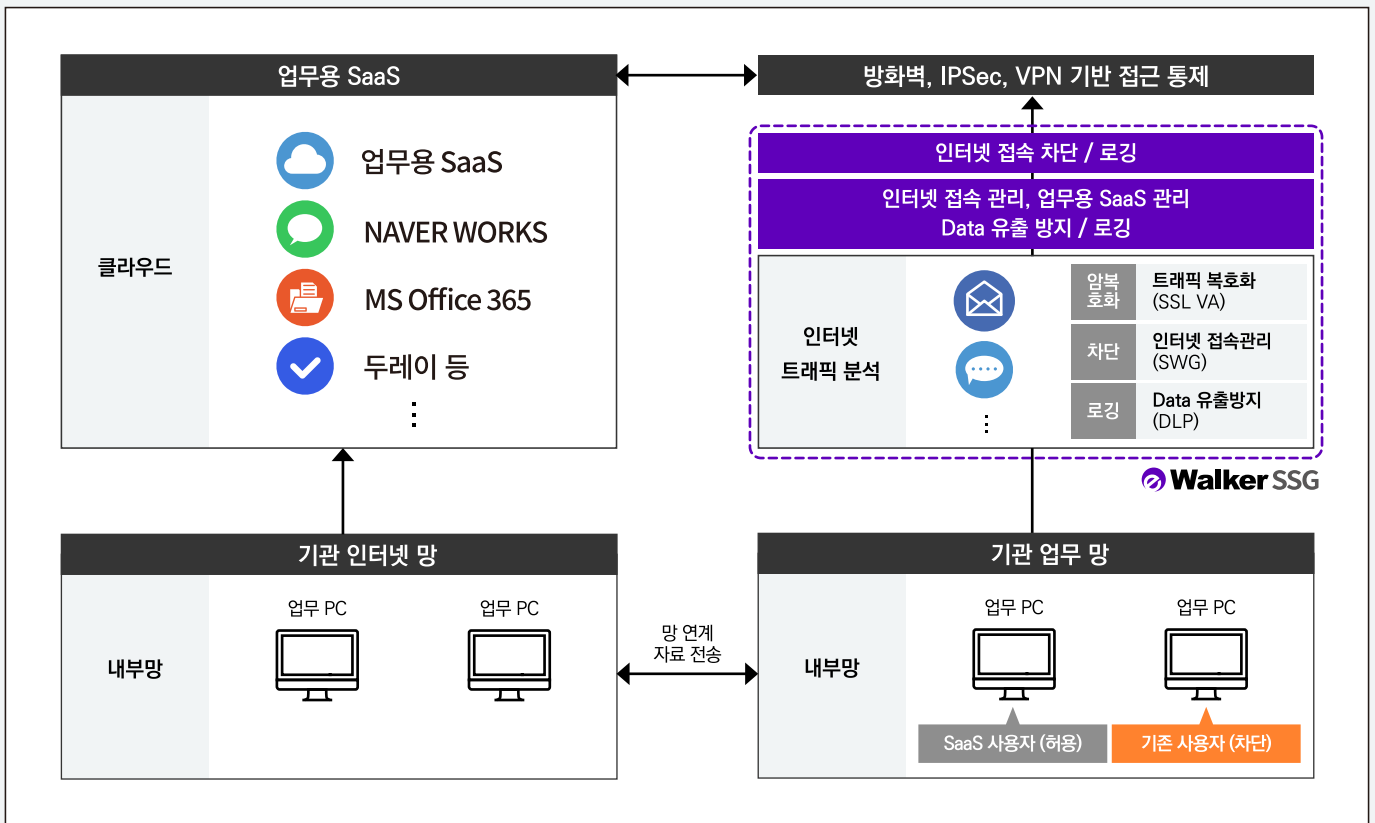 업무용 SaaS
클라우드
업무용 SaaS
NAVER WORKS
MS Office 365
두레이 등
방화벽, IPSec, VPN 기반 접근 통제
인터넷 접속 차단 / 로깅
인터넷 접속 관리, 업무용 SaaS 관리
Data 유출 방지 / 로깅
인터넷
트래픽 분석
암복
호화
트래픽 복호화
(SSL VA)
차단
인터넷 접속관리
(SWG)
로깅
Data 유출방지
(DLP)
eWalker SSG
기관 인터넷 망
내부망
업무 PC
업무 PC
망 연계
자료 전송
기관 업무 망
내부망
업무 PC
업무 PC
SaaS 사용자 (허용)
기존 사용자 (차단)